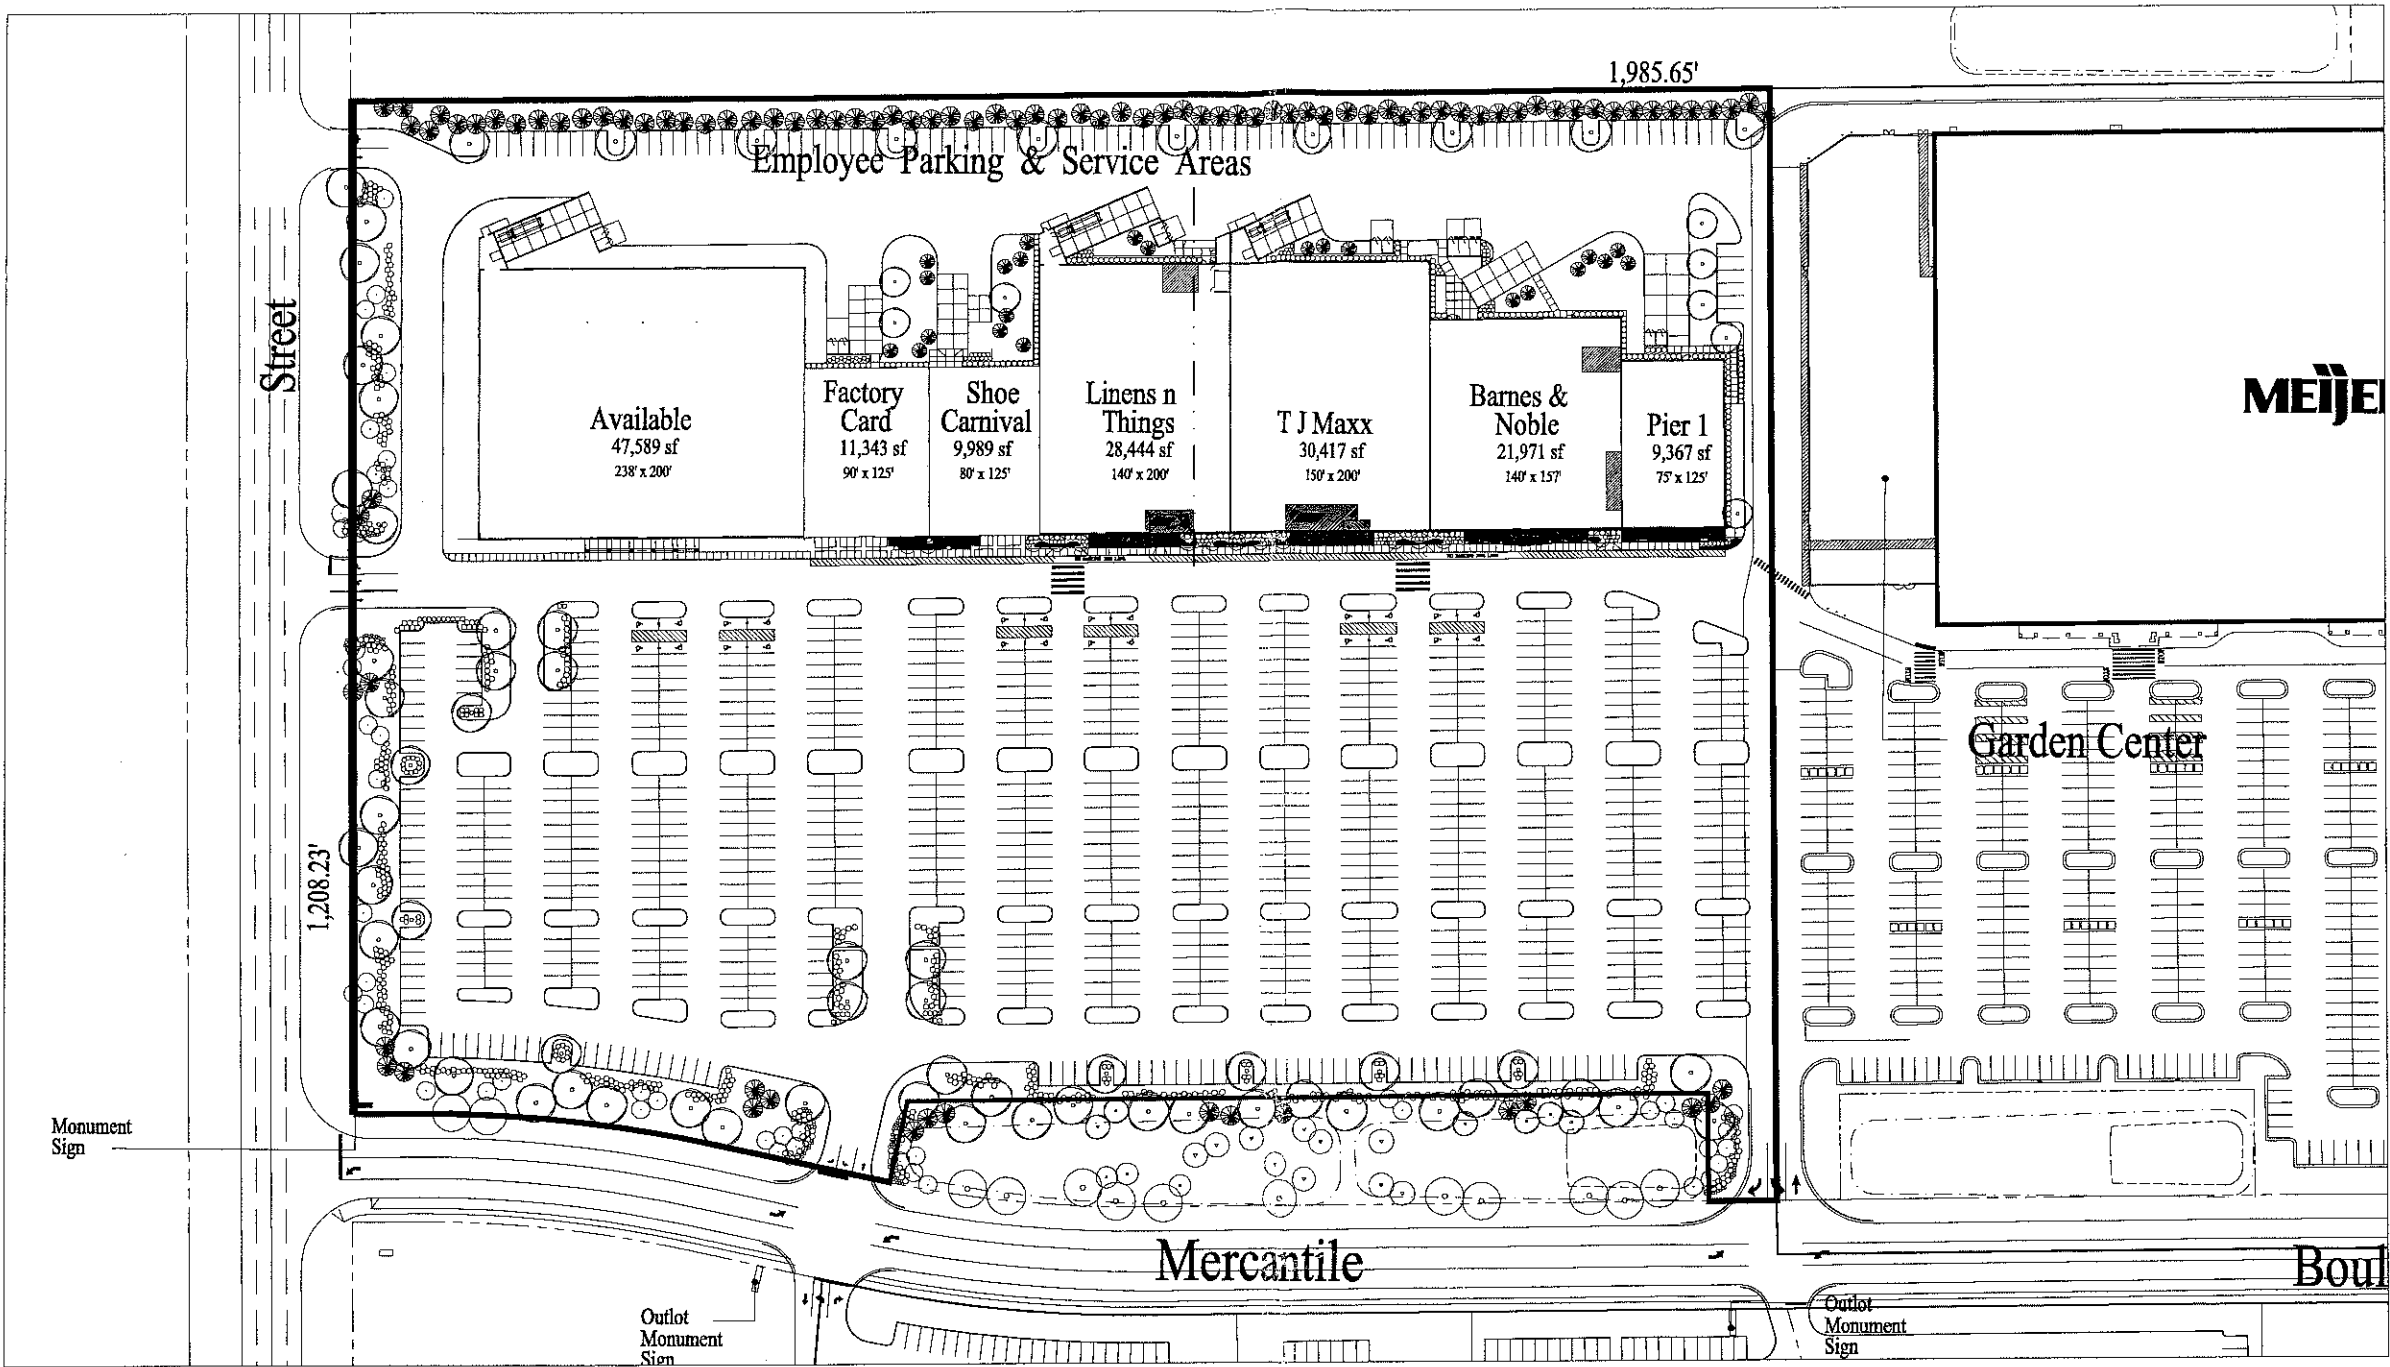 1,985.65'
Employee Parking & Service Areas
Street
MEIJE
Available
47,589 sf
238' x 200'
Factory
Card
11,343 sf
90' x 125'
Shoe
Carnival
9,989 sf
80' x 125'
Linens n
Things
28,444 sf
140' x 200'
T J Maxx
30,417 sf
150' x 200'
Barnes &
Noble
21,971 sf
140' x 157'
Pier 1
9,367 sf
75' x 125'
Garden Center
1,208.23'
Monument
Sign
Mercantile
Boul
Outlot
Monument
Sign
Outlot
Monument
Sign